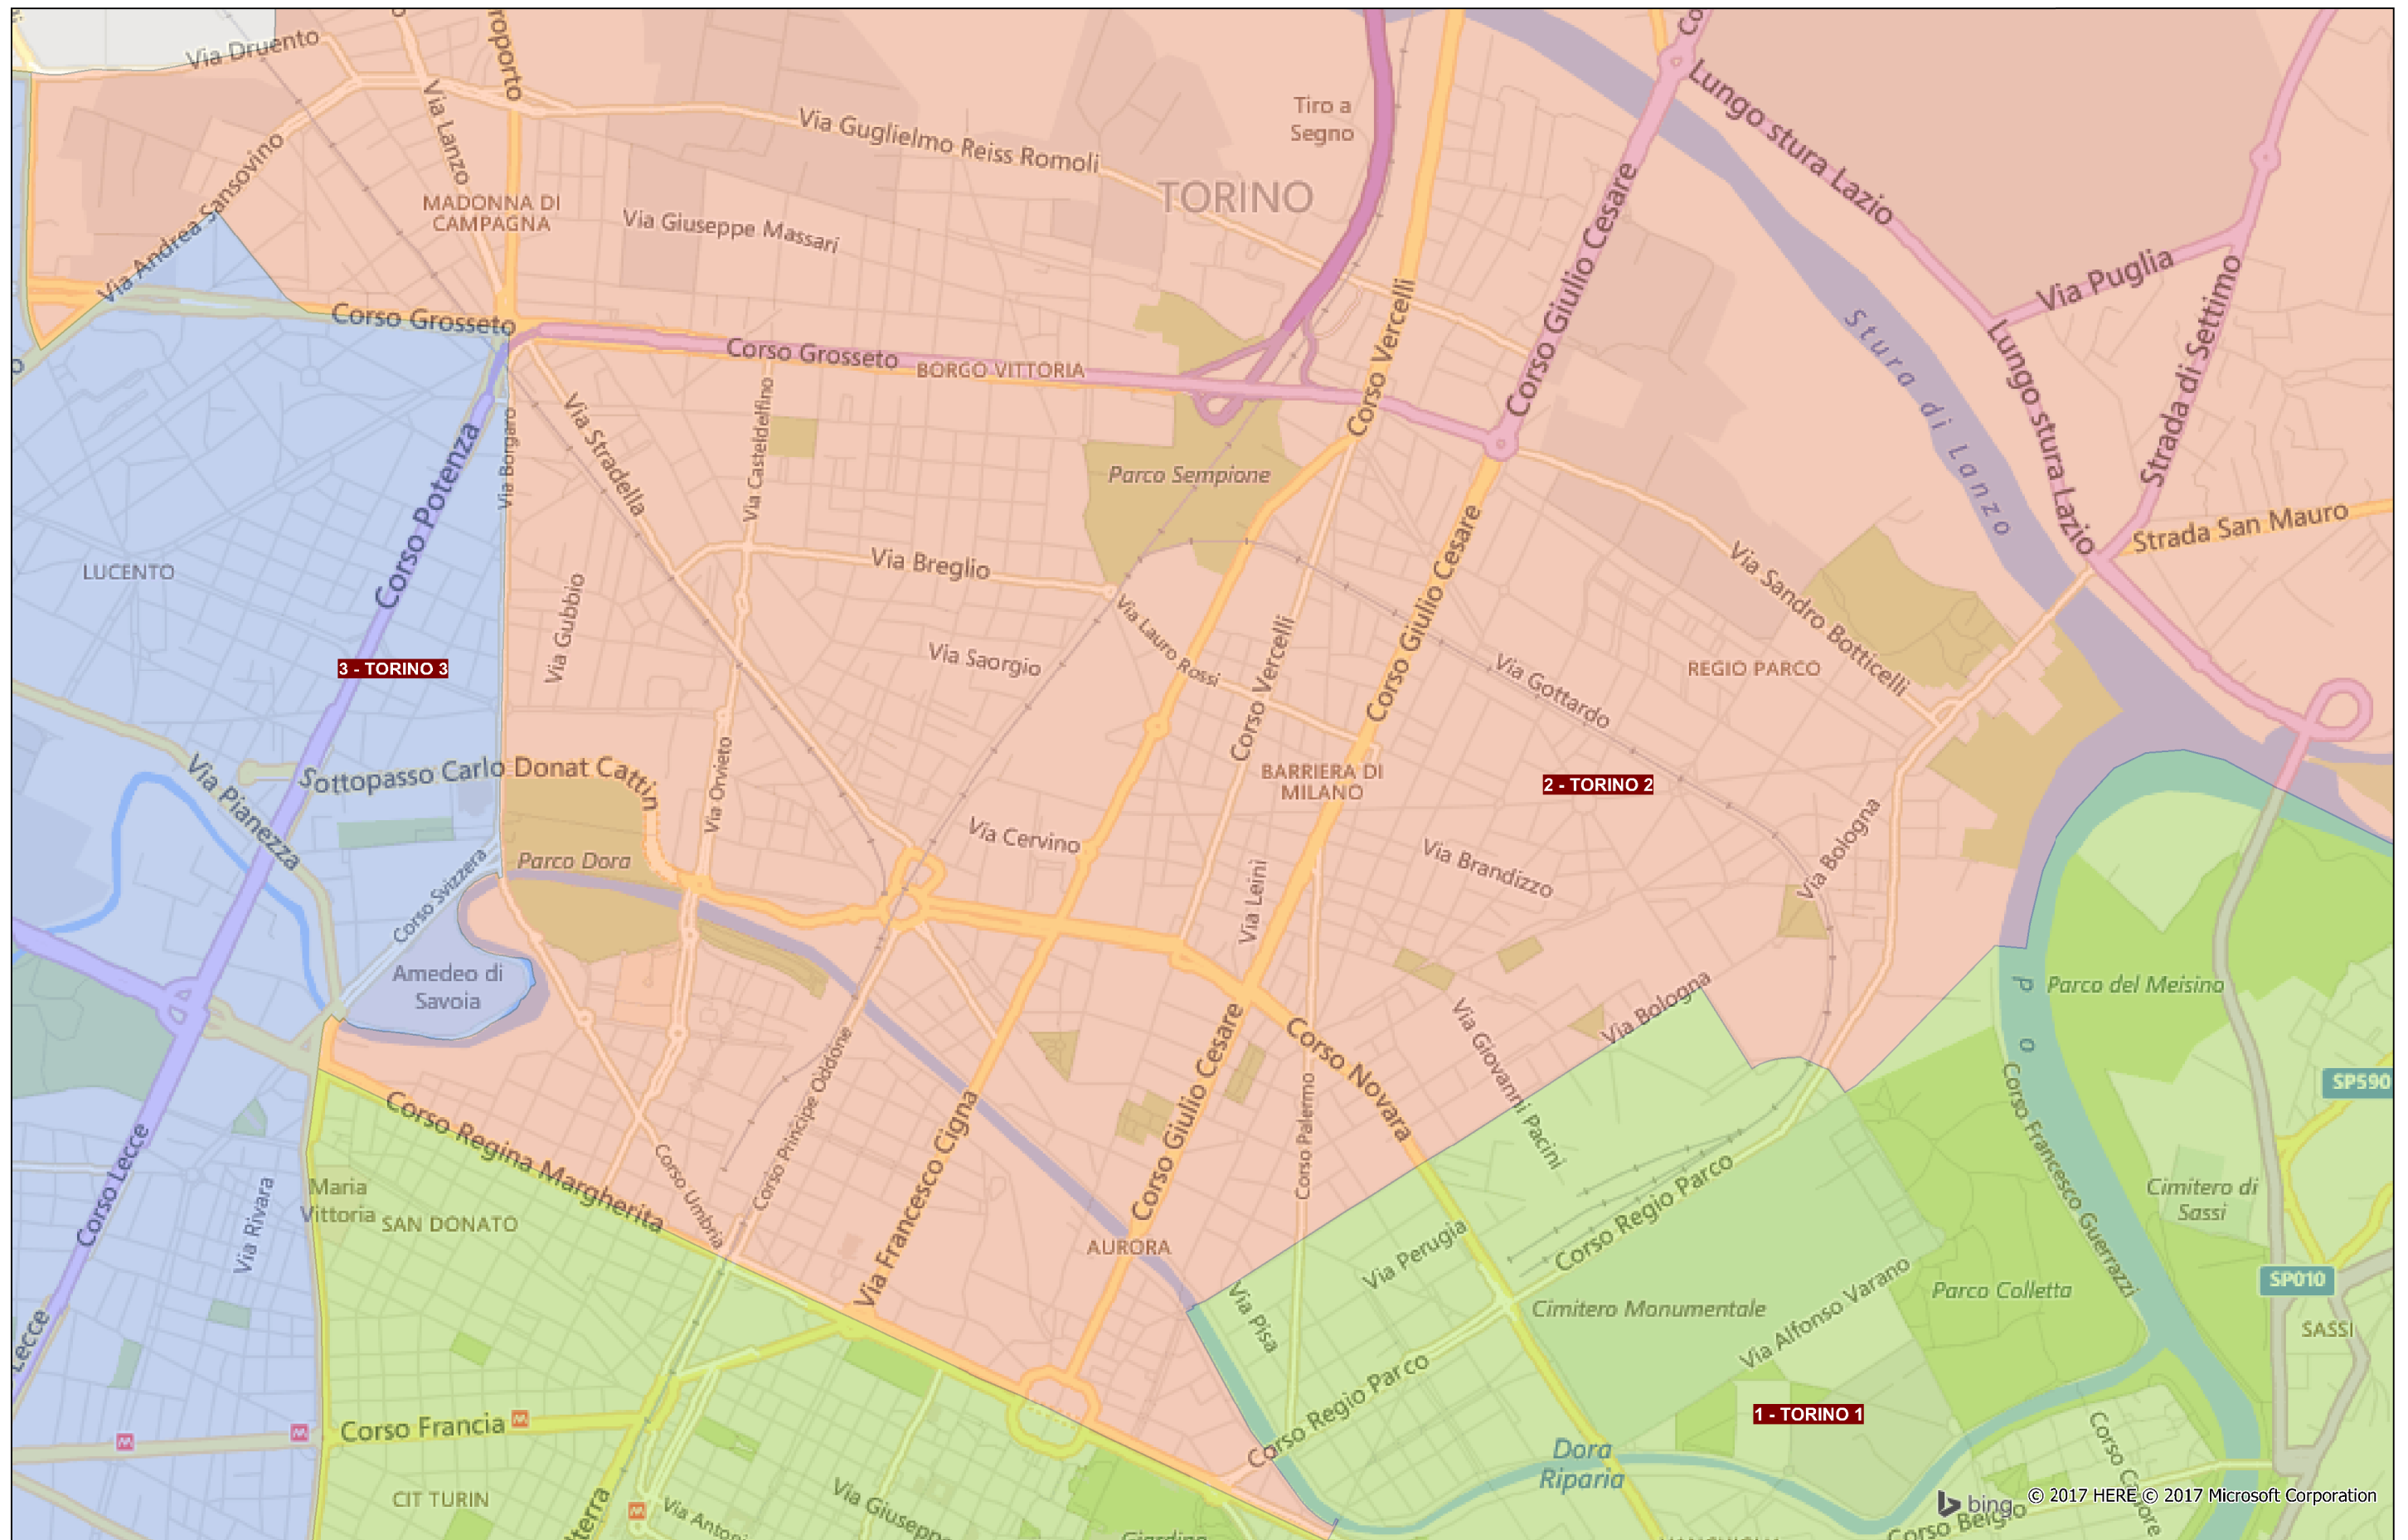 Via Druento
roporto
Co
Lungo stura Lazio
Via Lanzo
Via Guglielmo Reiss Romoli
Tiro a
Segno
TORINO
Via Andrea Sansovino
MADONNA DI
CAMPAGNA
Via Giuseppe Massari
Corso Giulio Cesare
Via Puglia
Strada di Settimo
Corso Vercelli
Stura di Lanzo
Lungo stura Lazio
Corso Grosseto
Corso Grosseto
BORGO VITTORIA
Via Casteldelfino
Via Stradella
Via Borgaro
Corso Potenza
Parco Sempione
Strada San Mauro
LUCENTO
Via Breglio
Via Gubbio
Via Lauro Rossi
Corso Giulio Cesare
Via Sandro Botticelli
Via Saorgio
Corso Vercelli
Via Gottardo
REGIO PARCO
3 - TORINO 3
Via Pianezza
Sottopasso Carlo Donat Cattin
Via Orvieto
BARRIERA DI
MILANO
2 - TORINO 2
Via Cervino
Via Bologna
Parco Dora
Via Brandizzo
Corso Svizzera
Via Leinì
Amedeo di
Savoia
Po
Parco del Meisino
Via Bologna
Via Giovanni Pacini
Corso Novara
Corso Giulio Cesare
Corso Principe Oddone
Corso Francesco Guerrazzi
SP590
Corso Regina Margherita
Corso Palermo
Via Francesco Cigna
Corso Umbria
Corso Lecce
Via Rivara
Maria
Vittoria
SAN DONATO
Corso Regio Parco
Cimitero di
Sassi
AURORA
Via Perugia
Via Pisa
SP010
Parco Colletta
Cimitero Monumentale
Via Alfonso Varano
SASSI
Lecce
Corso Regio Parco
1 - TORINO 1
Corso Francia
M
M
M
Dora
Riparia
CIT TURIN
M
Via Giuseppe
bing
© 2017 HERE © 2017 Microsoft Corporation
Corso Belgio